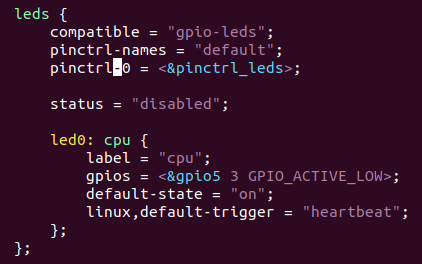 leds {
compatible = "gpio-leds";
pinctrl-names = "default";
pinctrl-0 = <&pinctrl_leds>;
status = "disabled";
led0: cpu {
label = "cpu";
gpios = <&gpio5 3 GPIO_ACTIVE_LOW>;
default-state = "on";
linux,default-trigger = "heartbeat";
};
};